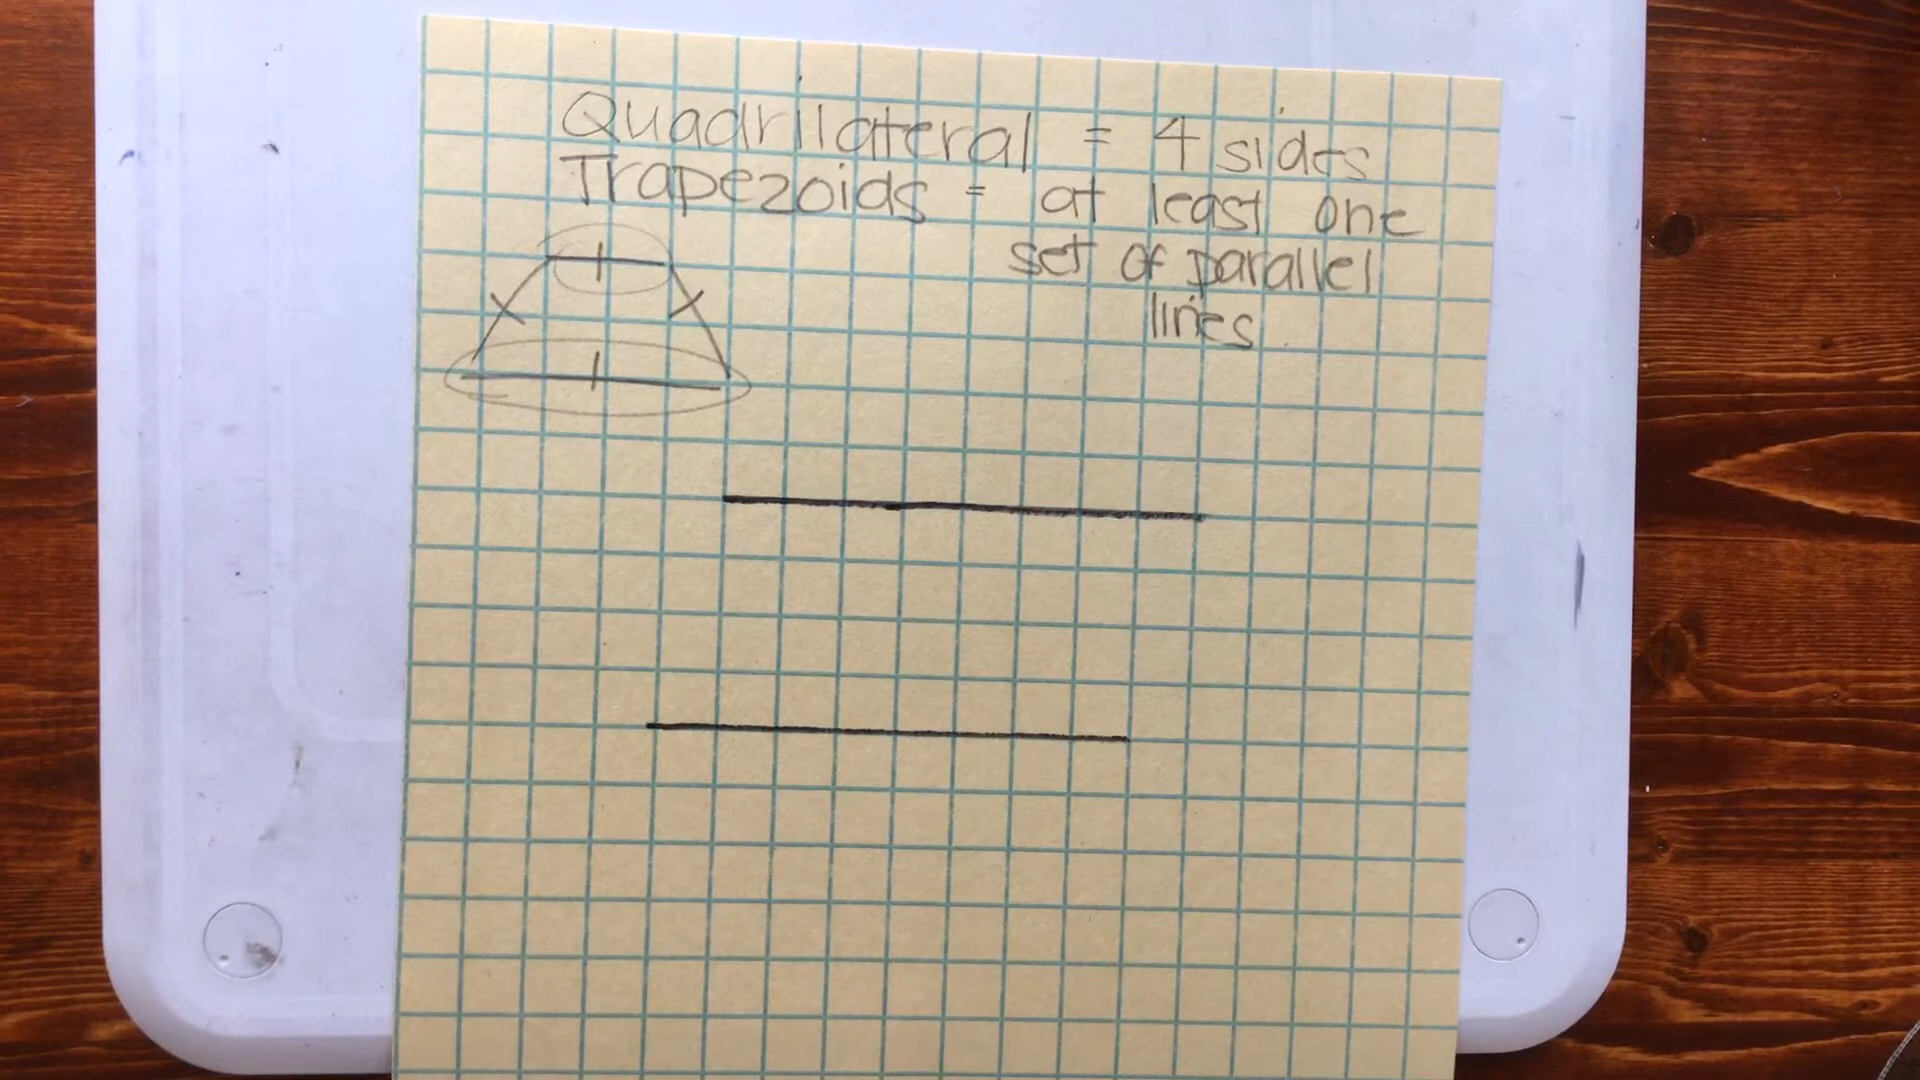 Quadrilateral = 4 sides
Trapezoids = at least one
set of parallel
lines.